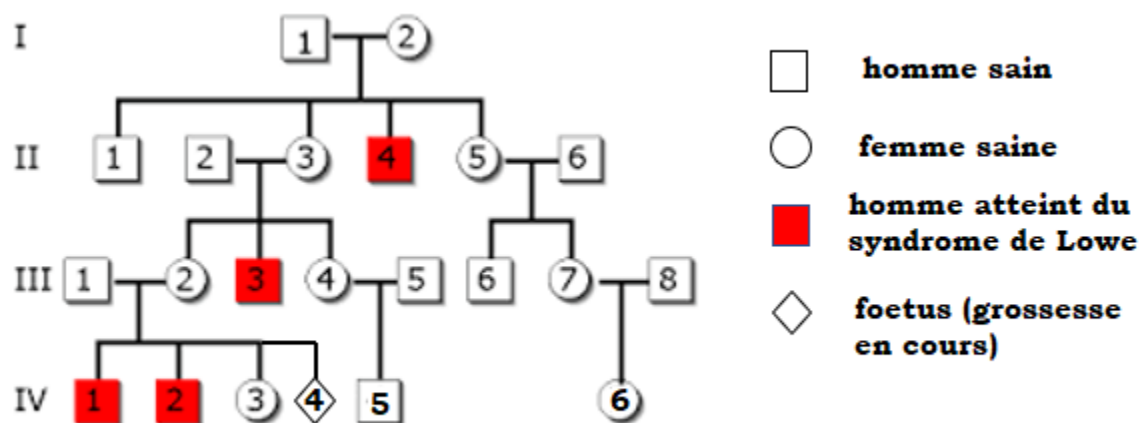 I 1 2
homme sain
II 1 2 3 4 5 6
femme saine
homme atteint du
syndrome de Lowe
III 1 2 3 4 5 6 7 8
foetus (grossesse
en cours)
IV 1 2 3 4 5 6